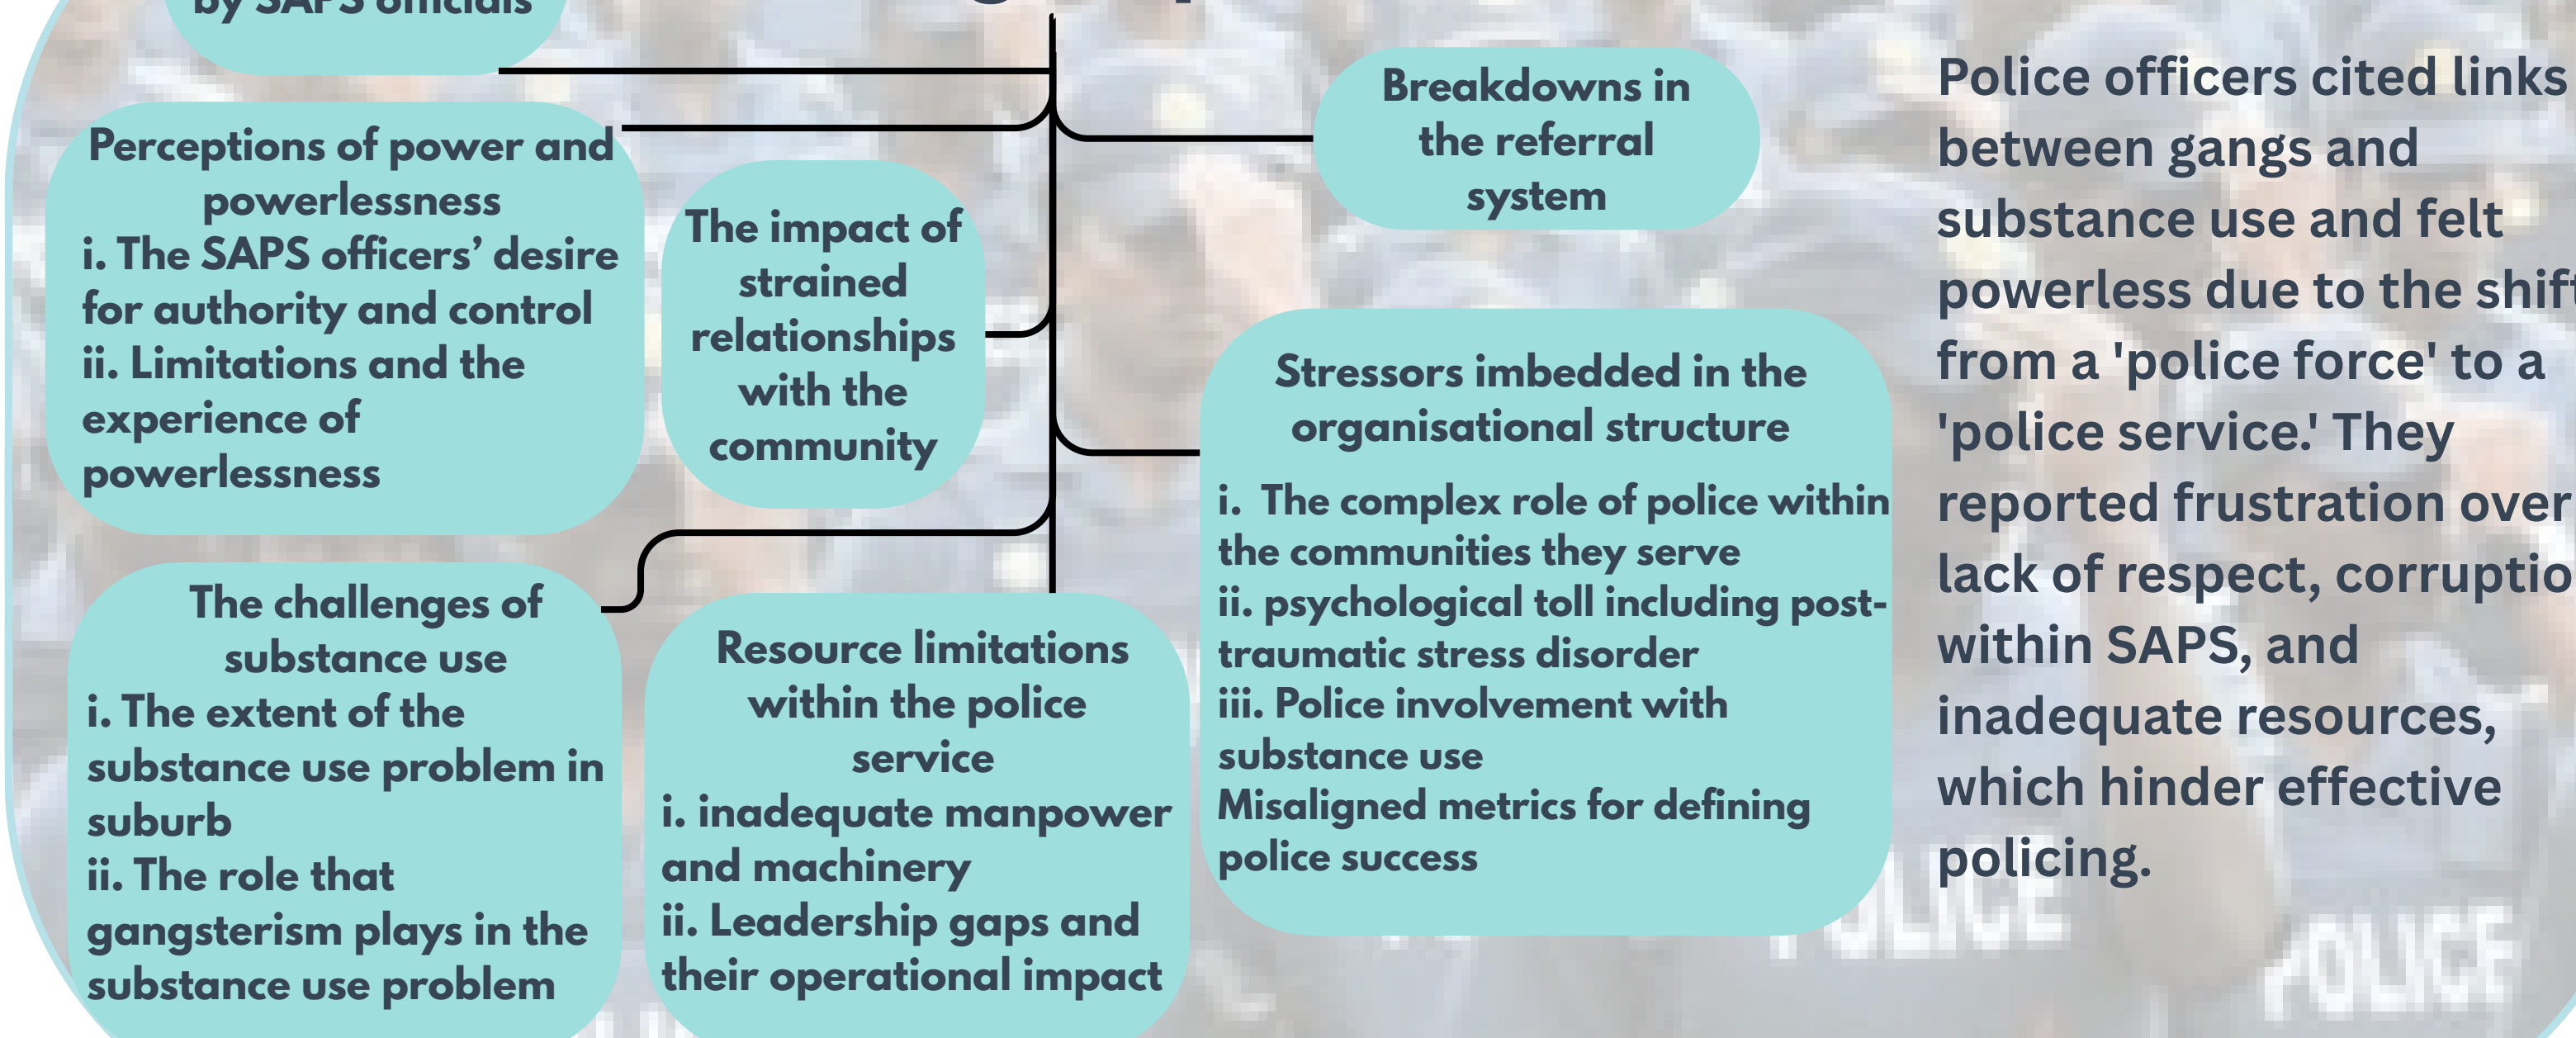 by SAPS officials
Perceptions of power and
powerlessness
i. The SAPS officers’ desire
for authority and control
ii. Limitations and the
experience of
powerlessness
The impact of
strained
relationships
with the
community
Breakdowns in
the referral
system
Stressors imbedded in the
organisational structure
i. The complex role of police within
the communities they serve
ii. psychological toll including post-
traumatic stress disorder
iii. Police involvement with
substance use
Misaligned metrics for defining
police success
The challenges of
substance use
i. The extent of the
substance use problem in
suburb
ii. The role that
gangsterism plays in the
substance use problem
Resource limitations
within the police
service
i. inadequate manpower
and machinery
ii. Leadership gaps and
their operational impact
Police officers cited links
between gangs and
substance use and felt
powerless due to the shift
from a 'police force' to a
'police service.' They
reported frustration over
lack of respect, corruptio
within SAPS, and
inadequate resources,
which hinder effective
policing.
POLICE
POLICE